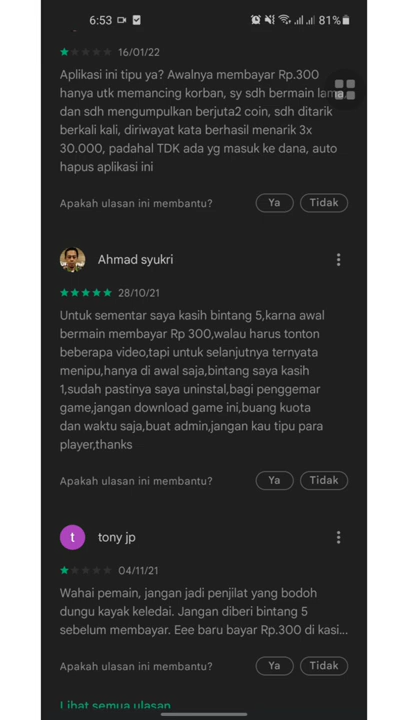 6:53
81%
16/01/22
Aplikasi ini tipu ya? Awalnya membayar Rp.300
hanya utk memancing korban, sy sdh bermain lama,
dan sdh mengumpulkan berjuta2 coin, sdh ditarik
berkali kali, diriwayat kata berhasil menarik 3x
30.000, padahal TDK ada yg masuk ke dana, auto
hapus aplikasi ini
Apakah ulasan ini membantu?
Ya
Tidak
Ahmad syukri
28/10/21
Untuk sementar saya kasih bintang 5,karna awal
bermain membayar Rp 300,walau harus tonton
beberapa video,tapi untuk selanjutnya ternyata
menipu,hanya di awal saja,bintang saya kasih
1,sudah pastinya saya uninstal,bagi penggemar
game,jangan download game ini,buang kuota
dan waktu saja,buat admin,jangan kau tipu para
player,thanks
Apakah ulasan ini membantu?
Ya
Tidak
t
tony jp
04/11/21
Wahai pemain, jangan jadi penjilat yang bodoh
dungu kayak keledai. Jangan diberi bintang 5
sebelum membayar. Eee baru bayar Rp.300 di kasi...
Apakah ulasan ini membantu?
Ya
Tidak
Lihat semua ulasan